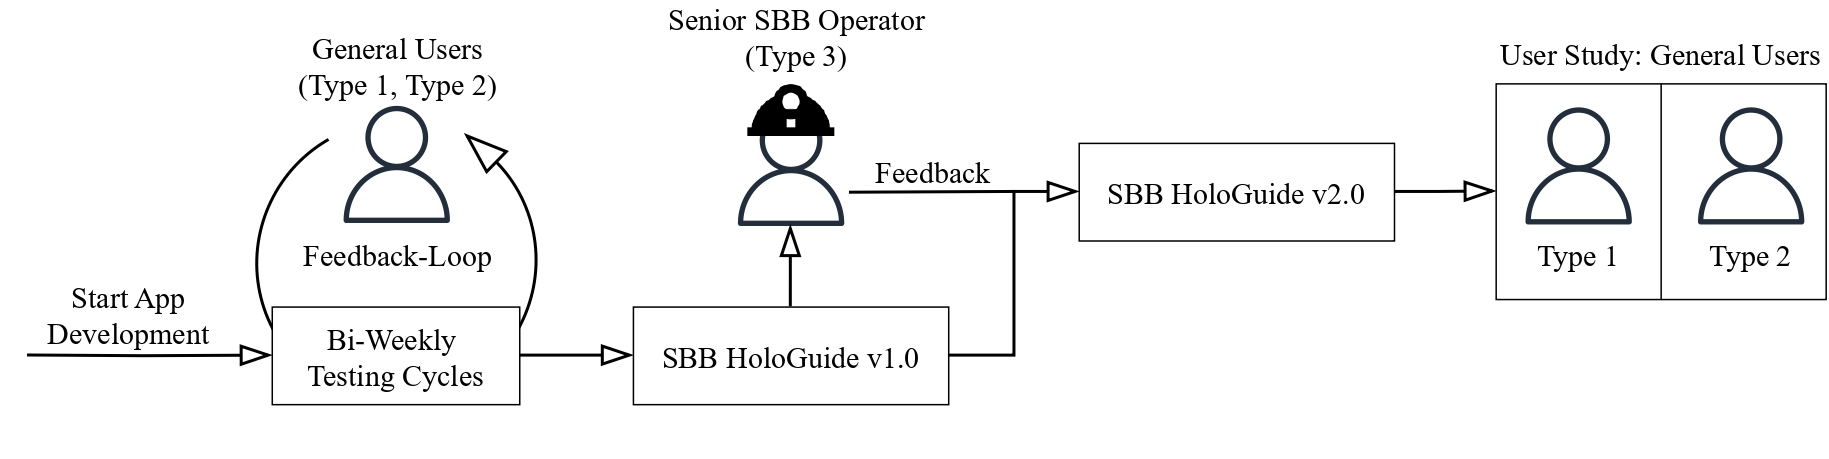 Start App
Development
General Users
(Type 1, Type 2)
Feedback-Loop
Bi-Weekly
Testing Cycles
Senior SBB Operator
(Type 3)
SBB HoloGuide v1.0
Feedback
SBB HoloGuide v2.0
User Study: General Users
Type 1
Type 2